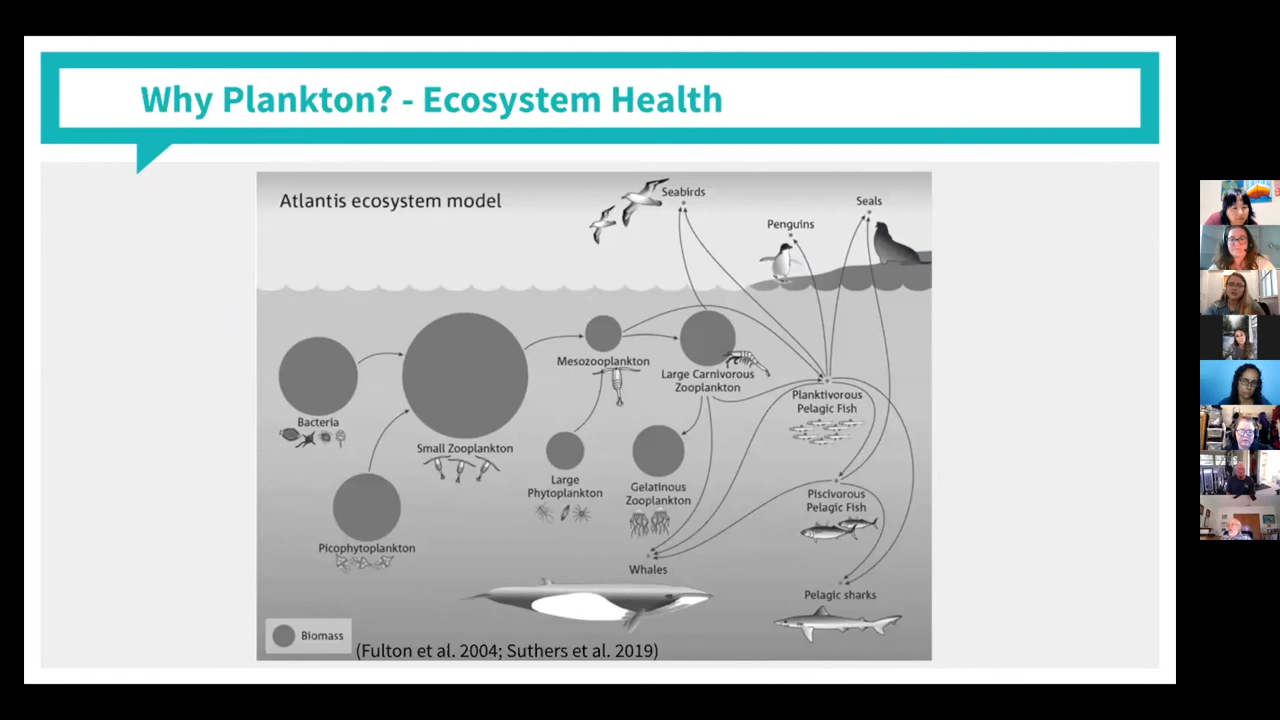 Why Plankton? - Ecosystem Health
Atlantis ecosystem model
Seabirds
Seals
Penguins
Mesozooplankton
Large Carnivorous
Zooplankton
Planktivorous
Pelagic Fish
Bacteria
Small Zooplankton
Large
Phytoplankton
Gelatinous
Zooplankton
Piscivorous
Pelagic Fish
Picophytoplankton
Whales
Pelagic sharks
Biomass
(Fulton et al. 2004; Suthers et al. 2019)